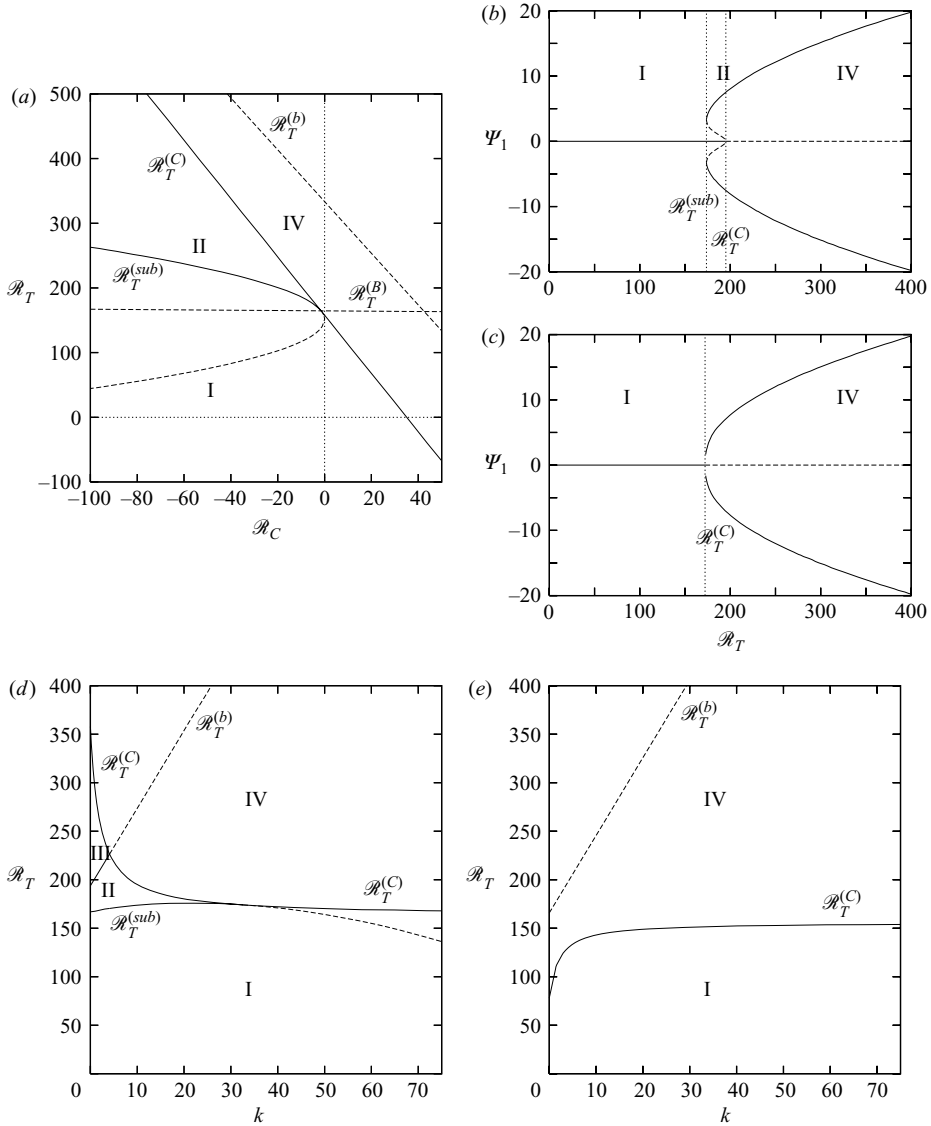 (a)
500
400
300
200
100
0
–100
ℛ_T
–100 –80 –60 –40 –20 0 20 40
ℛ_C
ℛ_T^(b)
ℛ_T^(C)
IV
II
ℛ_T^(sub)
ℛ_T^(B)
I
(b)
20
10
0
–10
–20
Ψ1
I
II
IV
ℛ_T^(sub)
ℛ_T^(C)
0 100 200 300 400
(c)
20
10
0
–10
–20
Ψ1
I
IV
ℛ_T^(C)
0 100 200 300 400
ℛ_T
(d)
400
350
300
250
200
150
100
50
ℛ_T
ℛ_T^(b)
ℛ_T^(C)
IV
III
II
ℛ_T^(C)
ℛ_T^(sub)
I
0 10 20 30 40 50 60 70
k
(e)
400
350
300
250
200
150
100
50
ℛ_T
ℛ_T^(b)
IV
ℛ_T^(C)
I
0 10 20 30 40 50 60 70
k